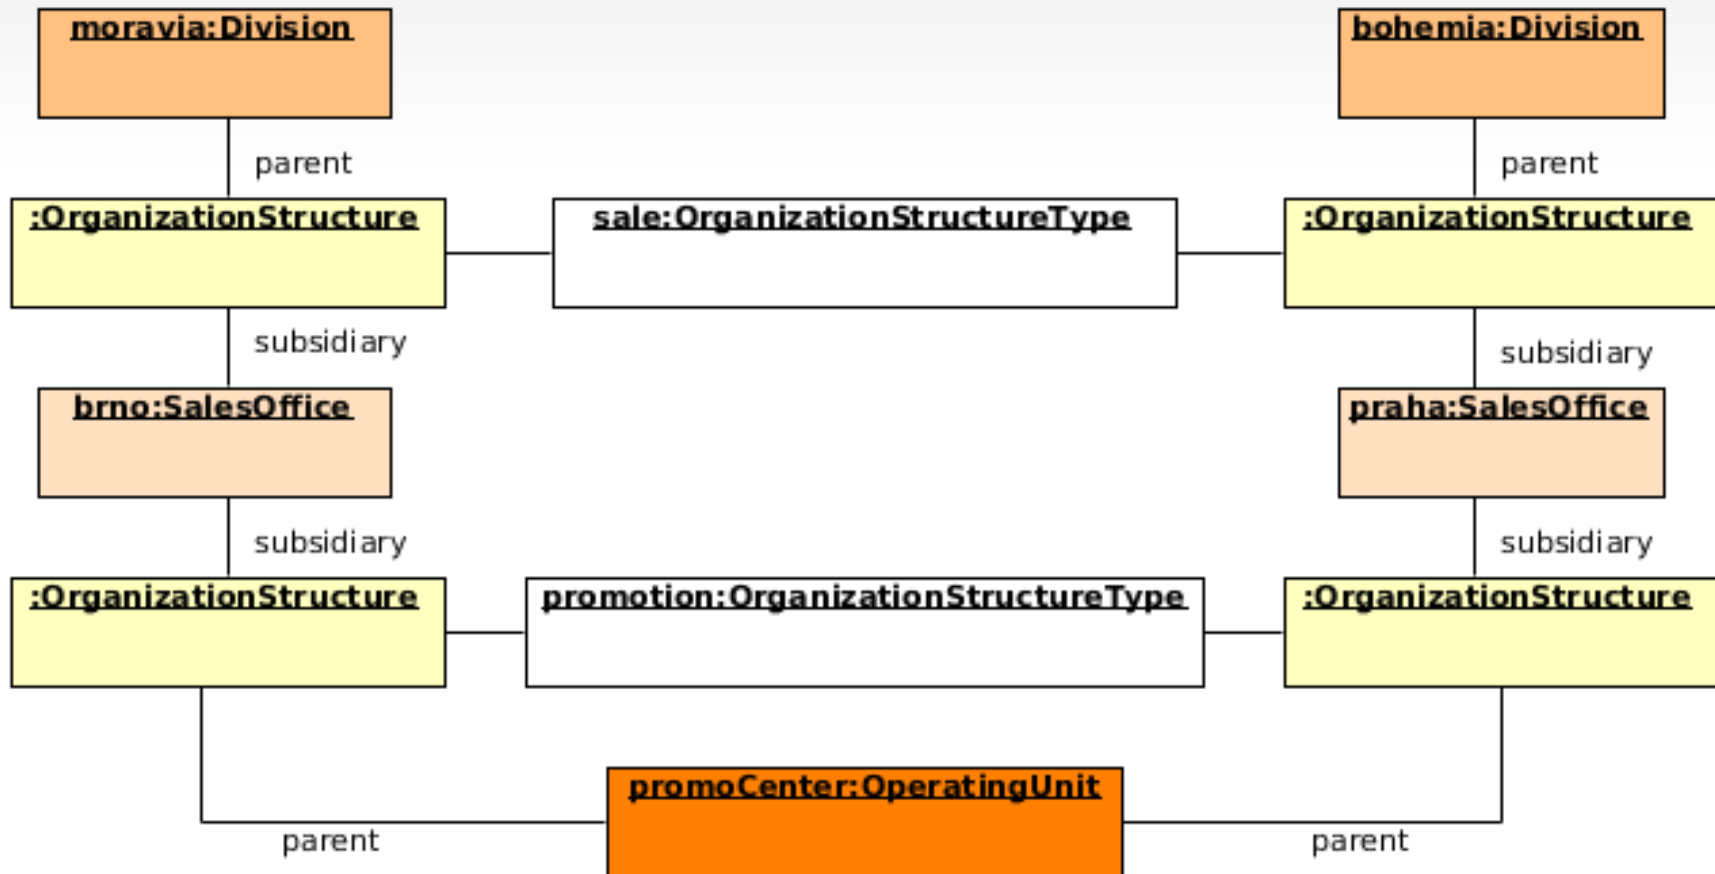 moravia:Division
bohemia:Division
parent
parent
:OrganizationStructure
sale:OrganizationStructureType
:OrganizationStructure
subsidiary
subsidiary
brno:SalesOffice
praha:SalesOffice
subsidiary
subsidiary
:OrganizationStructure
promotion:OrganizationStructureType
:OrganizationStructure
promoCenter:OperatingUnit
parent
parent